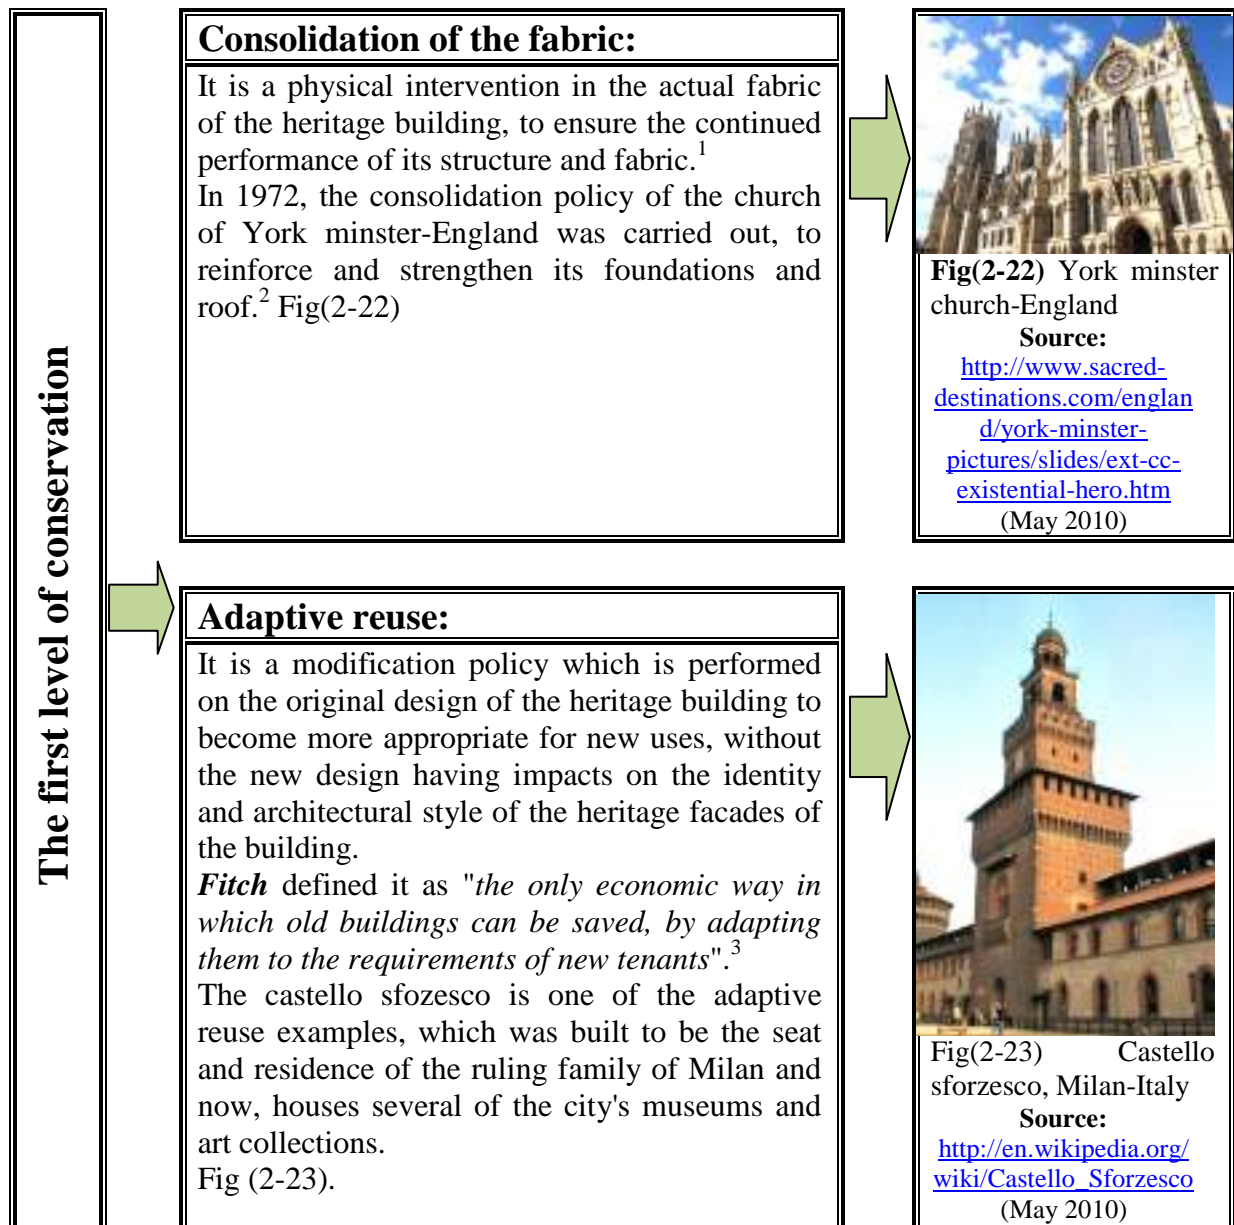 The first level of conservation
Consolidation of the fabric:
It is a physical intervention in the actual fabric
of the heritage building, to ensure the continued
performance of its structure and fabric.1
In 1972, the consolidation policy of the church
of York minster-England was carried out, to
reinforce and strengthen its foundations and
roof.2 Fig(2-22)
Fig(2-22) York minster
church-England
Source:
http://www.sacred-
destinations.com/englan
d/york-minster-
pictures/slides/ext-cc-
existential-hero.htm
(May 2010)
Adaptive reuse:
It is a modification policy which is performed
on the original design of the heritage building to
become more appropriate for new uses, without
the new design having impacts on the identity
and architectural style of the heritage facades of
the building.
Fitch defined it as "the only economic way in
which old buildings can be saved, by adapting
them to the requirements of new tenants".3
The castello sfozesco is one of the adaptive
reuse examples, which was built to be the seat
and residence of the ruling family of Milan and
now, houses several of the city's museums and
art collections.
Fig (2-23).
Fig(2-23) Castello
sforzesco, Milan-Italy
Source:
http://en.wikipedia.org/
wiki/Castello_Sforzesco
(May 2010)